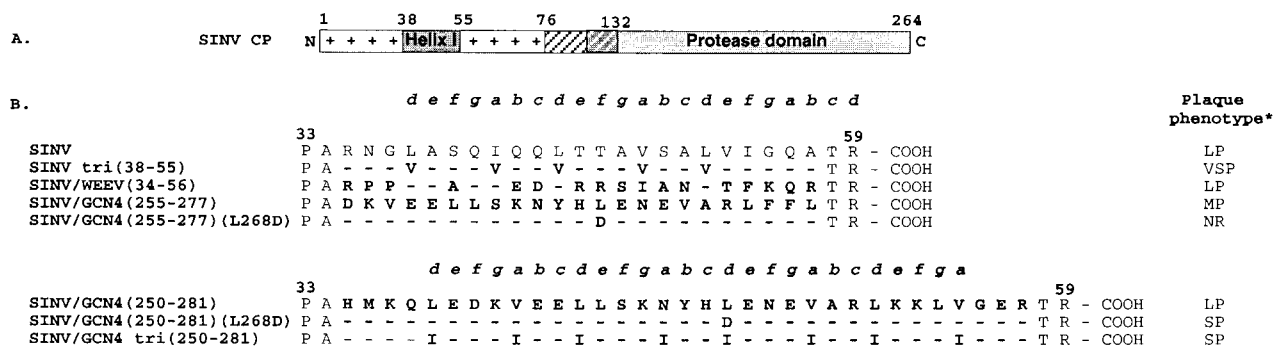 A. SINV CP N 1 38 55 76 132 264 C
+ + + + Helix I + + + + Protease domain
B. d e f g a b c d e f g a b c d e f g a b c d Plaque phenotype*
33 59
SINV P A R N G L A S Q I Q Q L T T A V S A L V I G Q A T R - COOH LP
SINV tri(38-55) P A - - - V - - - V - - V - - - V - - V - - - - - T R - COOH VSP
SINV/WEEV(34-56) P A R P P - - A - - E D - R R S I A N - T F K Q R T R - COOH LP
SINV/GCN4(255-277) P A D K V E E L L S K N Y H L E N E V A R L F F L T R - COOH MP
SINV/GCN4(255-277)(L268D) P A - - - - - - - - - - - - D - - - - - - - - - - T R - COOH NR
d e f g a b c d e f g a b c d e f g a b c d e f g a
33 59
SINV/GCN4(250-281) P A H M K Q L E D K V E E L L S K N Y H L E N E V A R L K K L V G E R T R - COOH LP
SINV/GCN4(250-281)(L268D) P A - - - - - - - - - - - - - - - - - - D - - - - - - - - - - - - - - T R - COOH SP
SINV/GCN4 tri(250-281) P A - - - - I - - - I - - I - - - I - - I - - - I - - I - - - I - - - T R - COOH SP